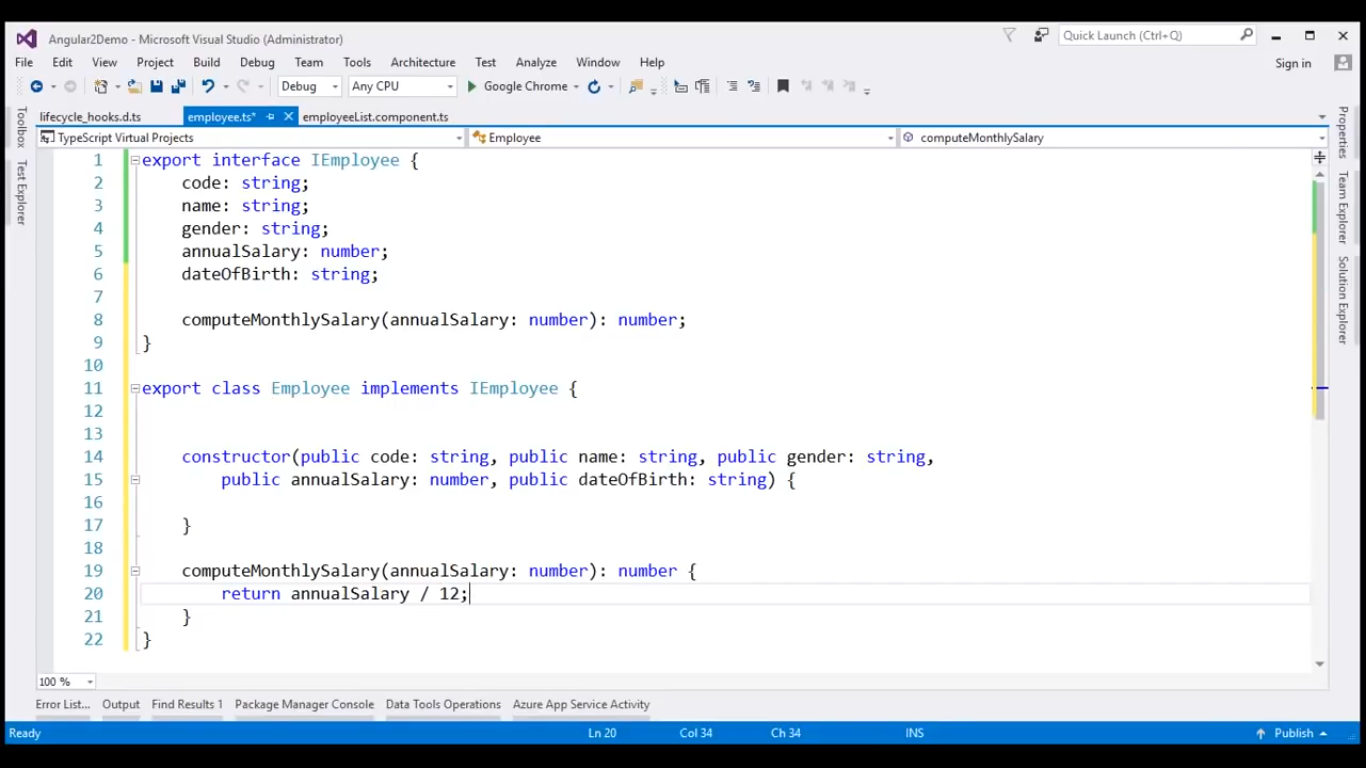 Angular2Demo - Microsoft Visual Studio (Administrator)
Quick Launch (Ctrl+Q)
File Edit View Project Build Debug Team Tools Architecture Test Analyze Window Help
Sign in
Debug Any CPU Google Chrome
lifecycle_hooks.d.ts employee.ts* employeeList.component.ts
TypeScript Virtual Projects Employee computeMonthlySalary
Toolbox
Test Explorer
1 export interface IEmployee {
2 code: string;
3 name: string;
4 gender: string;
5 annualSalary: number;
6 dateOfBirth: string;
7
8 computeMonthlySalary(annualSalary: number): number;
9 }
10
11 export class Employee implements IEmployee {
12
13
14 constructor(public code: string, public name: string, public gender: string,
15 public annualSalary: number, public dateOfBirth: string) {
16
17 }
18
19 computeMonthlySalary(annualSalary: number): number {
20 return annualSalary / 12;
21 }
22 }
Properties
Team Explorer
Solution Explorer
100 %
Error List... Output Find Results 1 Package Manager Console Data Tools Operations Azure App Service Activity
Ready Ln 20 Col 34 Ch 34 INS Publish